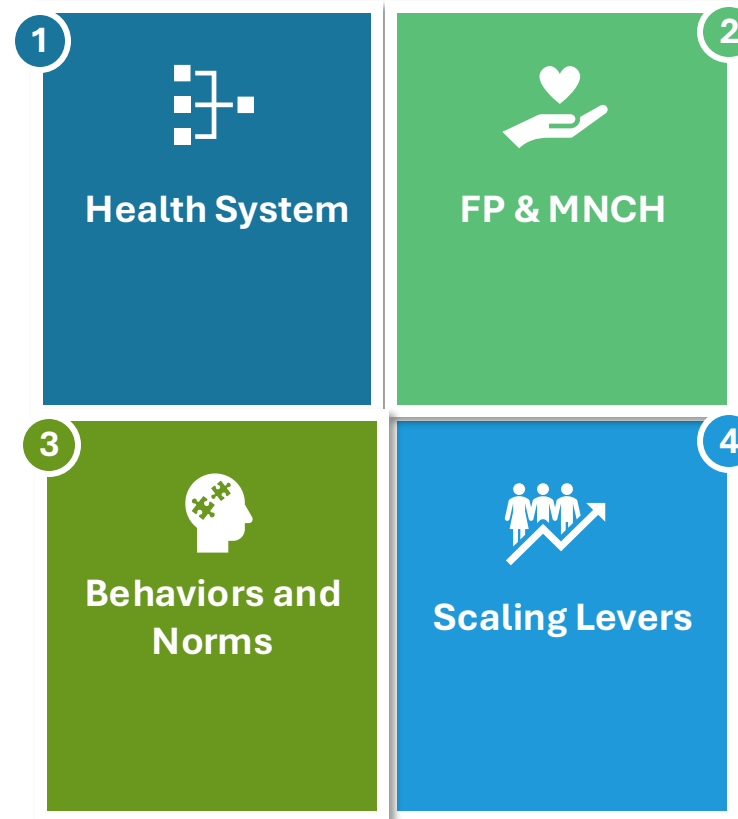 1
Health System
2
FP & MNCH
3
Behaviors and
Norms
4
Scaling Levers